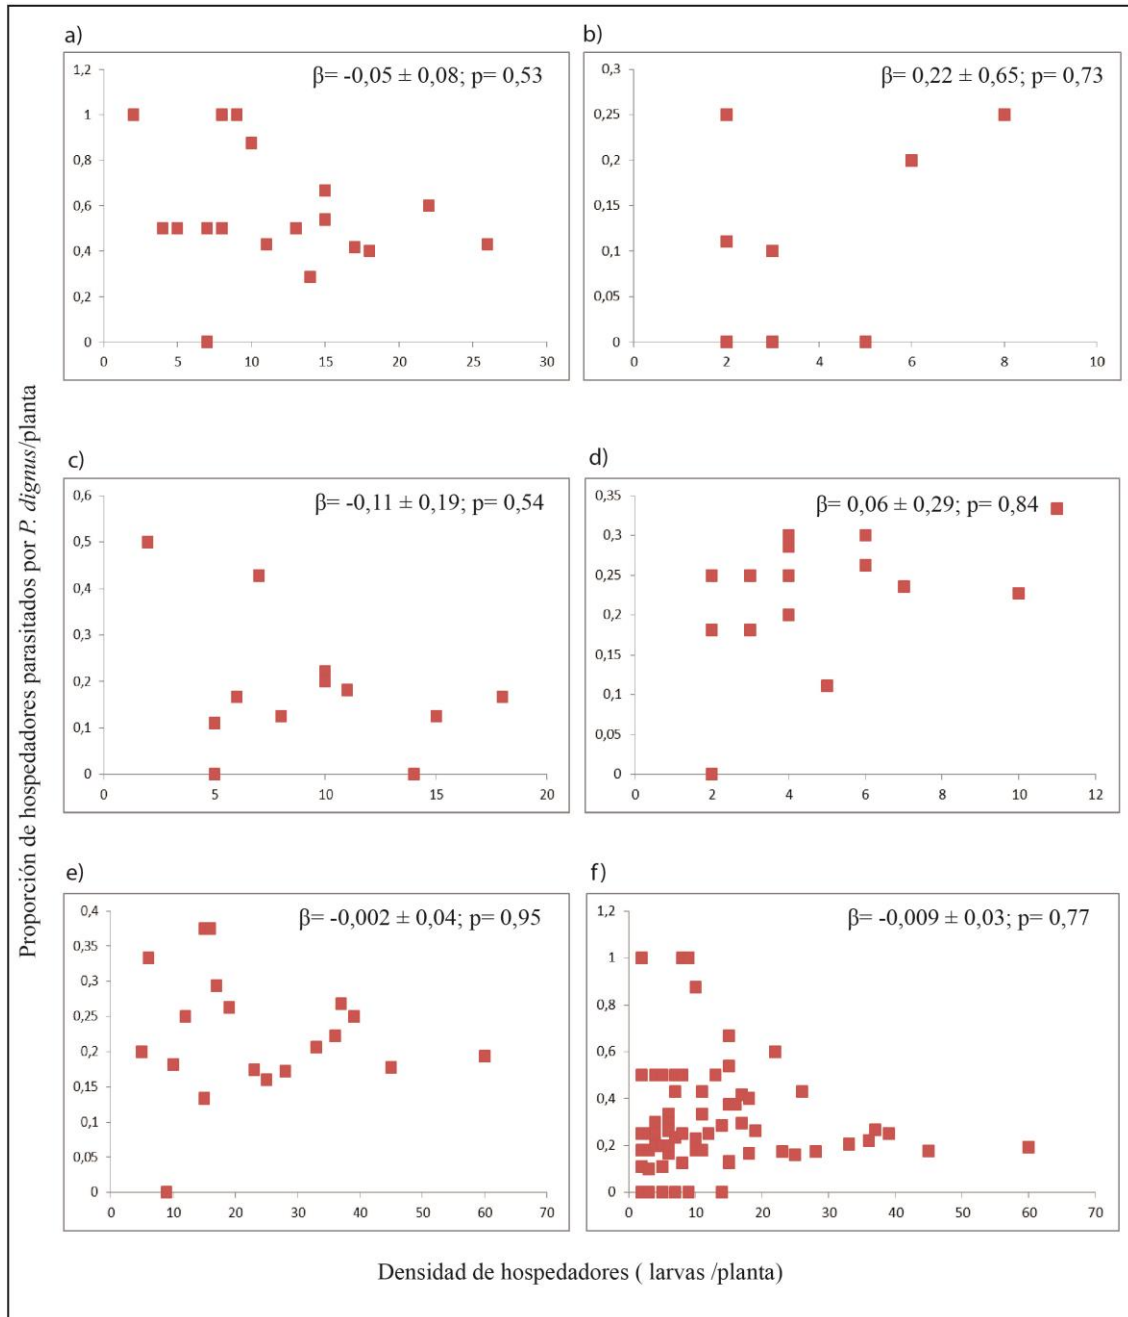 a)
β= -0,05 ± 0,08; p= 0,53
1,2
1
0,8
0,6
0,4
0,2
0
0 5 10 15 20 25 30
b)
β= 0,22 ± 0,65; p= 0,73
0,3
0,25
0,2
0,15
0,1
0,05
0
0 2 4 6 8 10
c)
β= -0,11 ± 0,19; p= 0,54
0,6
0,5
0,4
0,3
0,2
0,1
0
0 5 10 15 20
d)
β= 0,06 ± 0,29; p= 0,84
0,35
0,3
0,25
0,2
0,15
0,1
0,05
0
0 2 4 6 8 10 12
e)
β= -0,002 ± 0,04; p= 0,95
0,4
0,35
0,3
0,25
0,2
0,15
0,1
0,05
0
0 10 20 30 40 50 60 70
f)
β= -0,009 ± 0,03; p= 0,77
1,2
1
0,8
0,6
0,4
0,2
0
0 10 20 30 40 50 60 70
Proporción de hospedadores parasitados por P. dignus/planta
Densidad de hospedadores ( larvas /planta)